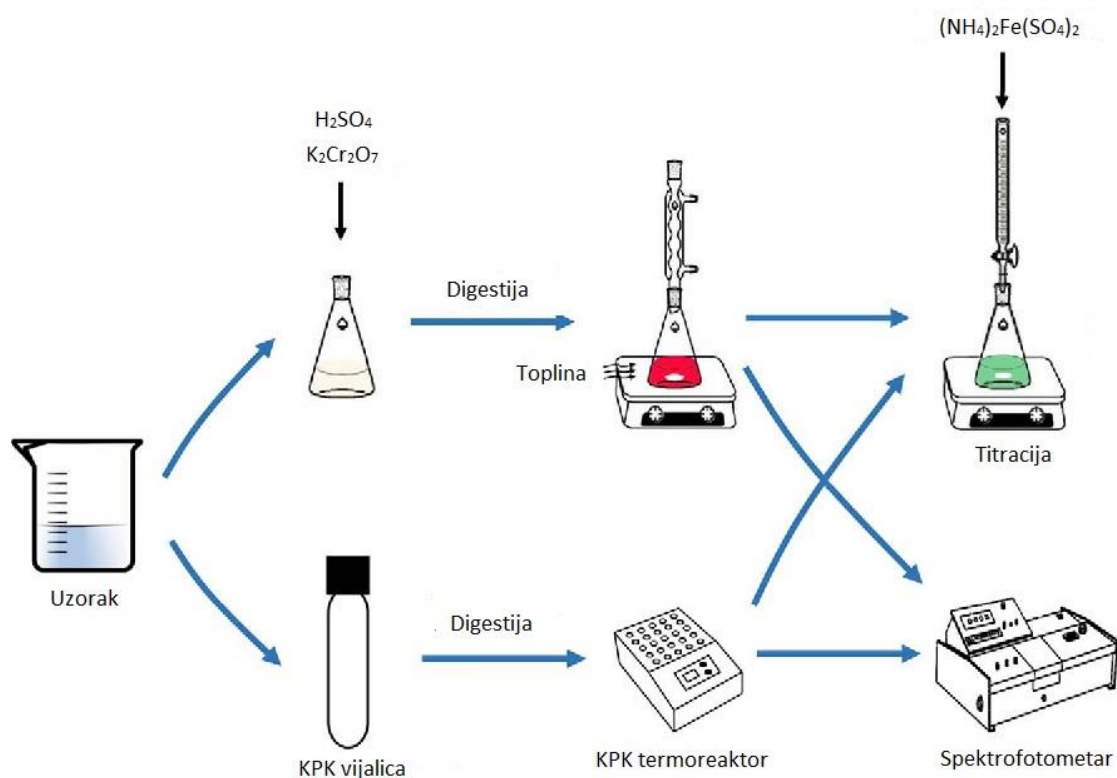 (NH₄)₂Fe(SO₄)₂
H₂SO₄
K₂Cr₂O₇
Digestija
Toplina
Titracija
Uzorak
Digestija
KPK vijalica
KPK termoreaktor
Spektrofotometar